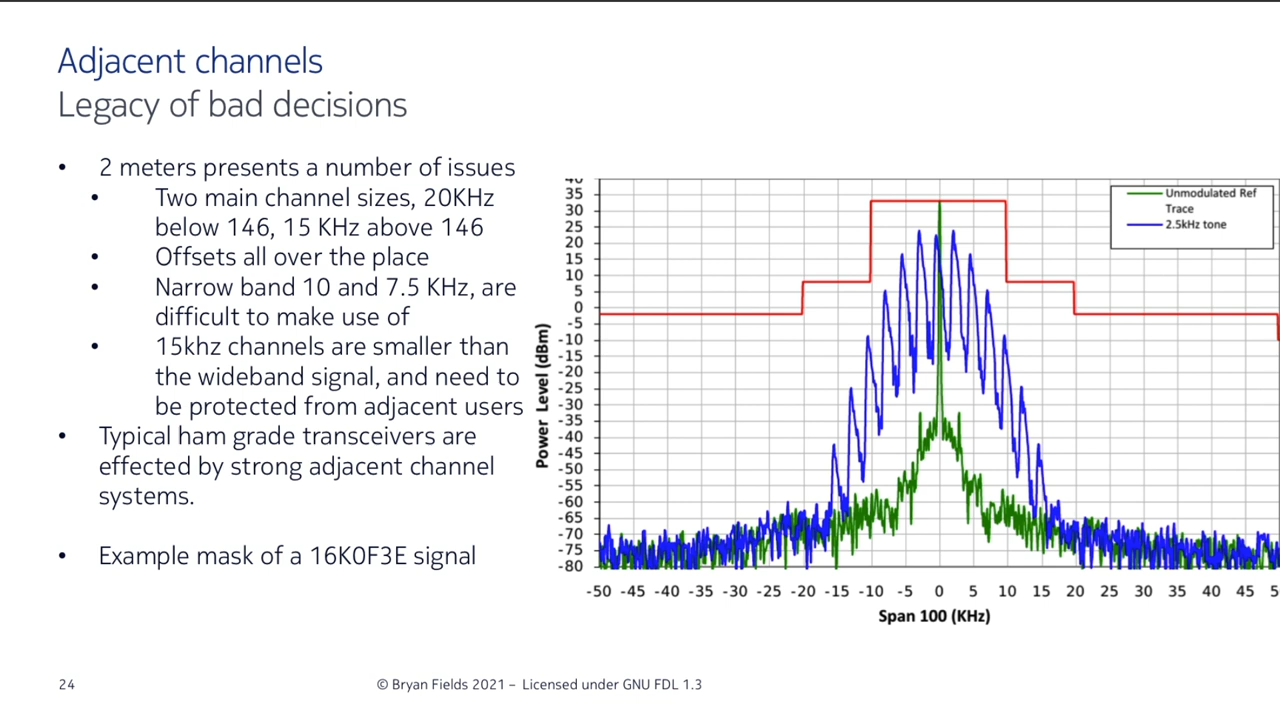 Adjacent channels
Legacy of bad decisions
• 2 meters presents a number of issues
• Two main channel sizes, 20KHz
below 146, 15 KHz above 146
• Offsets all over the place
• Narrow band 10 and 7.5 KHz, are
difficult to make use of
• 15khz channels are smaller than
the wideband signal, and need to
be protected from adjacent users
• Typical ham grade transceivers are
effected by strong adjacent channel
systems.
• Example mask of a 16K0F3E signal
Power Level (dBm)
40
35
30
25
20
15
10
5
0
-5
-10
-15
-20
-25
-30
-35
-40
-45
-50
-55
-60
-65
-70
-75
-80
Unmodulated Ref
Trace
2.5kHz tone
-50 -45 -40 -35 -30 -25 -20 -15 -10 -5 0 5 10 15 20 25 30 35 40 45 5
Span 100 (KHz)
24 © Bryan Fields 2021 – Licensed under GNU FDL 1.3